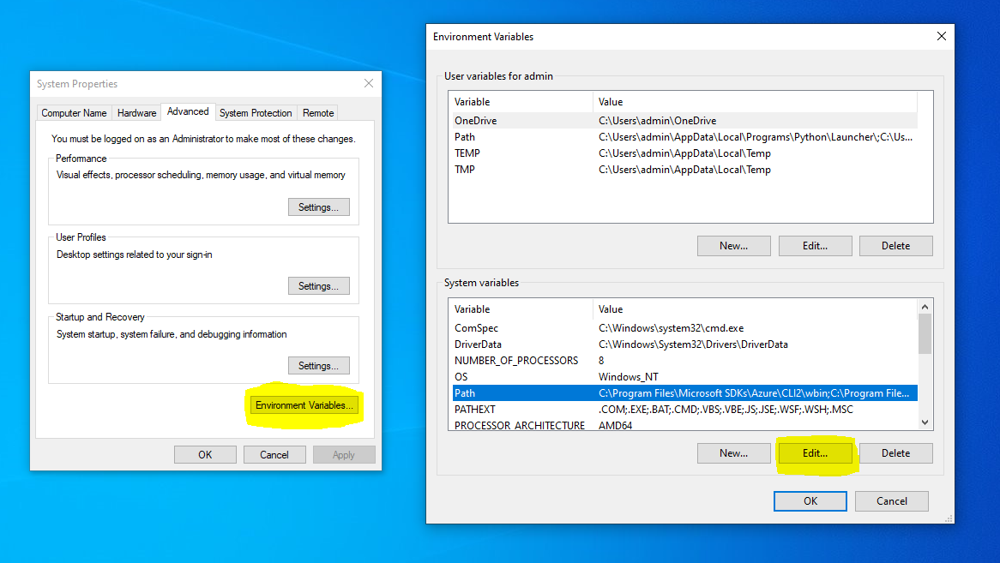 System Properties
Computer Name Hardware Advanced System Protection Remote
You must be logged on as an Administrator to make most of these changes.
Performance
Visual effects, processor scheduling, memory usage, and virtual memory
Settings...
User Profiles
Desktop settings related to your sign-in
Settings...
Startup and Recovery
System startup, system failure, and debugging information
Settings...
Environment Variables...
OK Cancel Apply
Environment Variables
User variables for admin
Variable Value
OneDrive C:\Users\admin\OneDrive
Path C:\Users\admin\AppData\Local\Programs\Python\Launcher\;C:\Us...
TEMP C:\Users\admin\AppData\Local\Temp
TMP C:\Users\admin\AppData\Local\Temp
New... Edit... Delete
System variables
Variable Value
ComSpec C:\Windows\system32\cmd.exe
DriverData C:\Windows\System32\Drivers\DriverData
NUMBER_OF_PROCESSORS 8
OS Windows_NT
Path C:\Program Files\Microsoft SDKs\Azure\CLI2\wbin;C:\Program File...
PATHEXT .COM;.EXE;.BAT;.CMD;.VBS;.VBE;.JS;.JSE;.WSF;.WSH;.MSC
PROCESSOR_ARCHITECTURE AMD64
New... Edit... Delete
OK Cancel